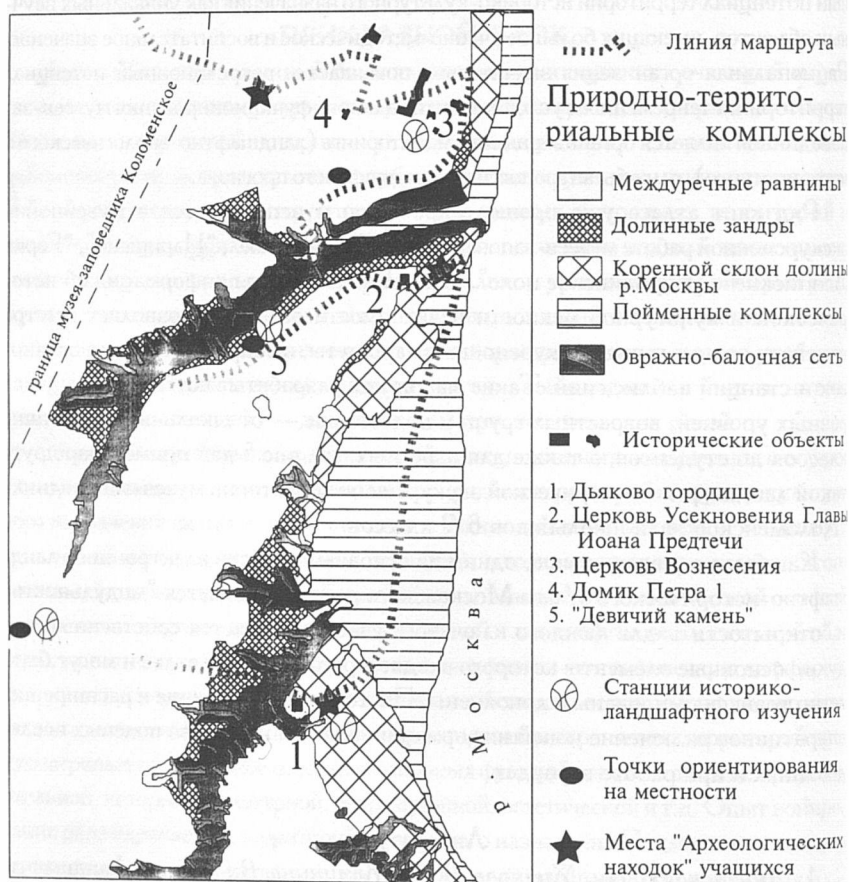 граница музея-заповедника Коломенское
4
3
2
5
1
р. Москва
Линия маршрута
Природно-террито-
риальные комплексы
Междуречные равнины
Долинные зандры
Коренной склон долины
р.Москвы
Пойменные комплексы
Овражно-балочная сеть
Исторические объекты
1. Дьяково городище
2. Церковь Усекновения Главы
Иоана Предтечи
3. Церковь Вознесения
4. Домик Петра 1
5. "Девичий камень"
Станции историко-
ландшафтного изучения
Точки ориентирования
на местности
Места "Археологических
находок" учащихся